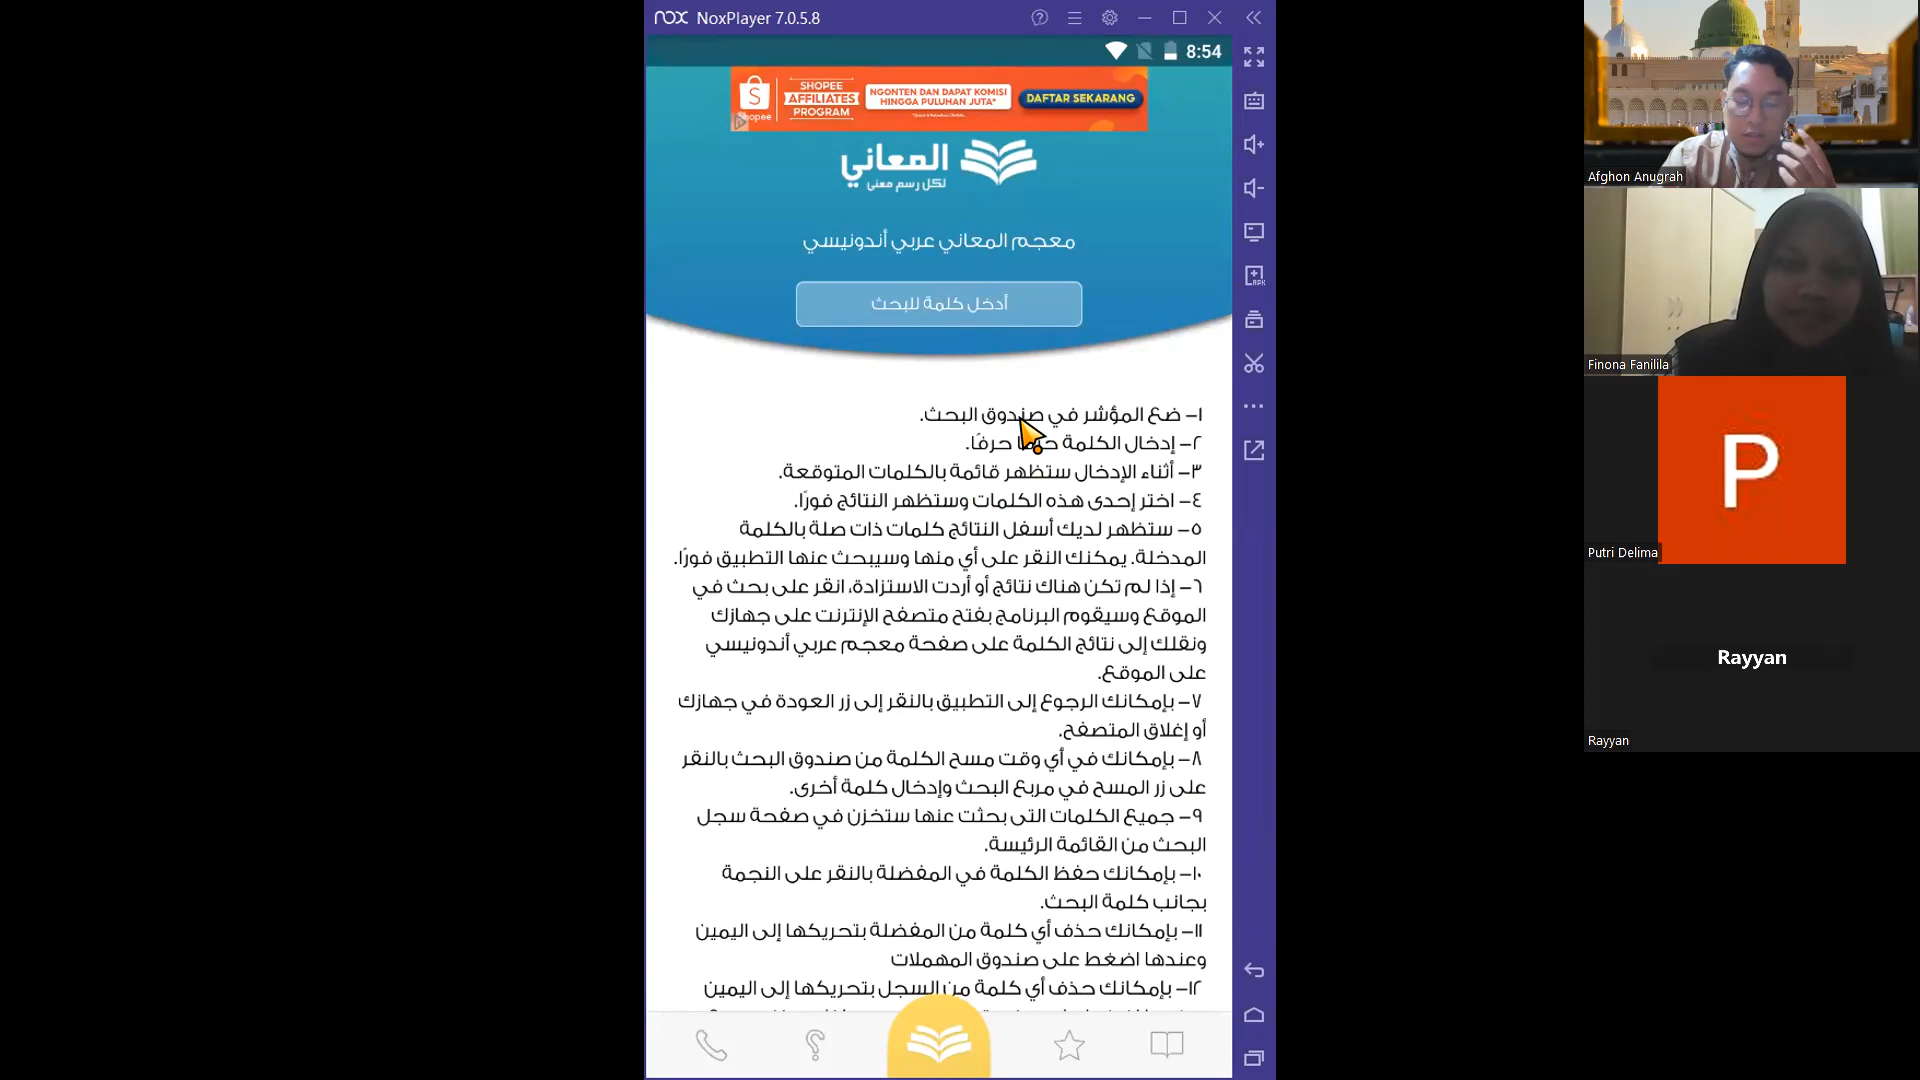 NOX NoxPlayer 7.0.5.8
8:54
Shopee
SHOPEE
AFFILIATES
PROGRAM
NGONTEN DAN DAPAT KOMISI
HINGGA PULUHAN JUTA*
DAFTAR SEKARANG
المعاني
لكل رسم معنى
معجم المعاني عربي أندونيسي
أدخل كلمة للبحث
١- ضع المؤشر في صندوق البحث.
٢- إدخال الكلمة حرفًا حرفًا.
٣- أثناء الإدخال ستظهر قائمة بالكلمات المتوقعة.
٤- اختر إحدى هذه الكلمات وستظهر النتائج فورًا.
٥- ستظهر لديك أسفل النتائج كلمات ذات صلة بالكلمة
المدخلة. يمكنك النقر على أي منها وسيبحث عنها التطبيق فورًا.
٦- إذا لم تكن هناك نتائج أو أردت الاستزادة، انقر على بحث في
الموقع وسيقوم البرنامج بفتح متصفح الإنترنت على جهازك
ونقلك إلى نتائج الكلمة على صفحة معجم عربي أندونيسي
على الموقع.
٧- بإمكانك الرجوع إلى التطبيق بالنقر إلى زر العودة في جهازك
أو إغلاق المتصفح.
٨- بإمكانك في أي وقت مسح الكلمة من صندوق البحث بالنقر
على زر المسح في مربع البحث وإدخال كلمة أخرى.
٩- جميع الكلمات التي بحثت عنها ستخزن في صفحة سجل
البحث من القائمة الرئيسة.
١٠- بإمكانك حفظ الكلمة في المفضلة بالنقر على النجمة
بجانب كلمة البحث.
١١- بإمكانك حذف أي كلمة من المفضلة بتحريكها إلى اليمين
وعندها اضغط على صندوق المهملات
١٢- بإمكانك حذف أي كلمة من السجل بتحريكها إلى اليمين
Afghon Anugrah
Finona Fanilila
P
Putri Delima
Rayyan
Rayyan